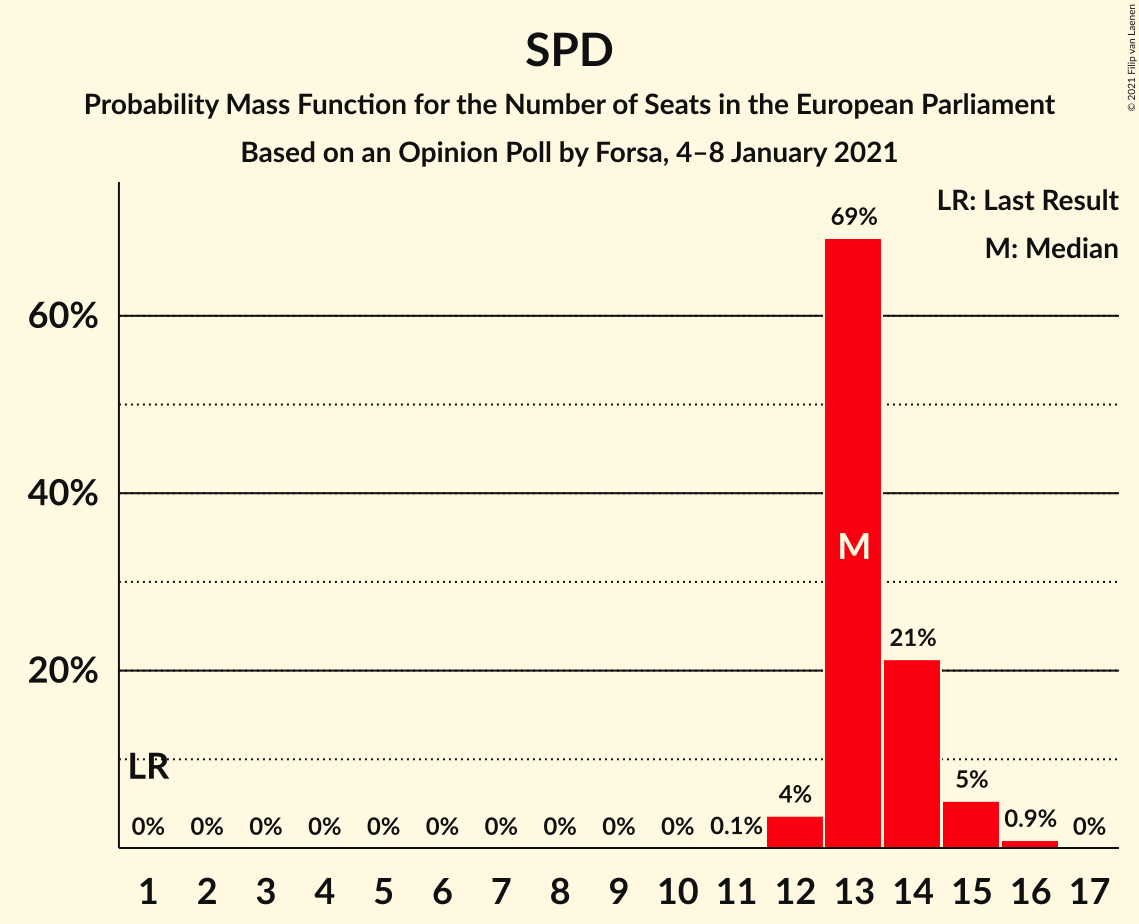 SPD
Probability Mass Function for the Number of Seats in the European Parliament
Based on an Opinion Poll by Forsa, 4–8 January 2021
© 2021 Filip van Laenen
LR: Last Result
M: Median
69%
60%
40%
M
21%
20%
LR
5%
4%
0% 0% 0% 0% 0% 0% 0% 0% 0% 0% 0.1% 0.9% 0%
1 2 3 4 5 6 7 8 9 10 11 12 13 14 15 16 17